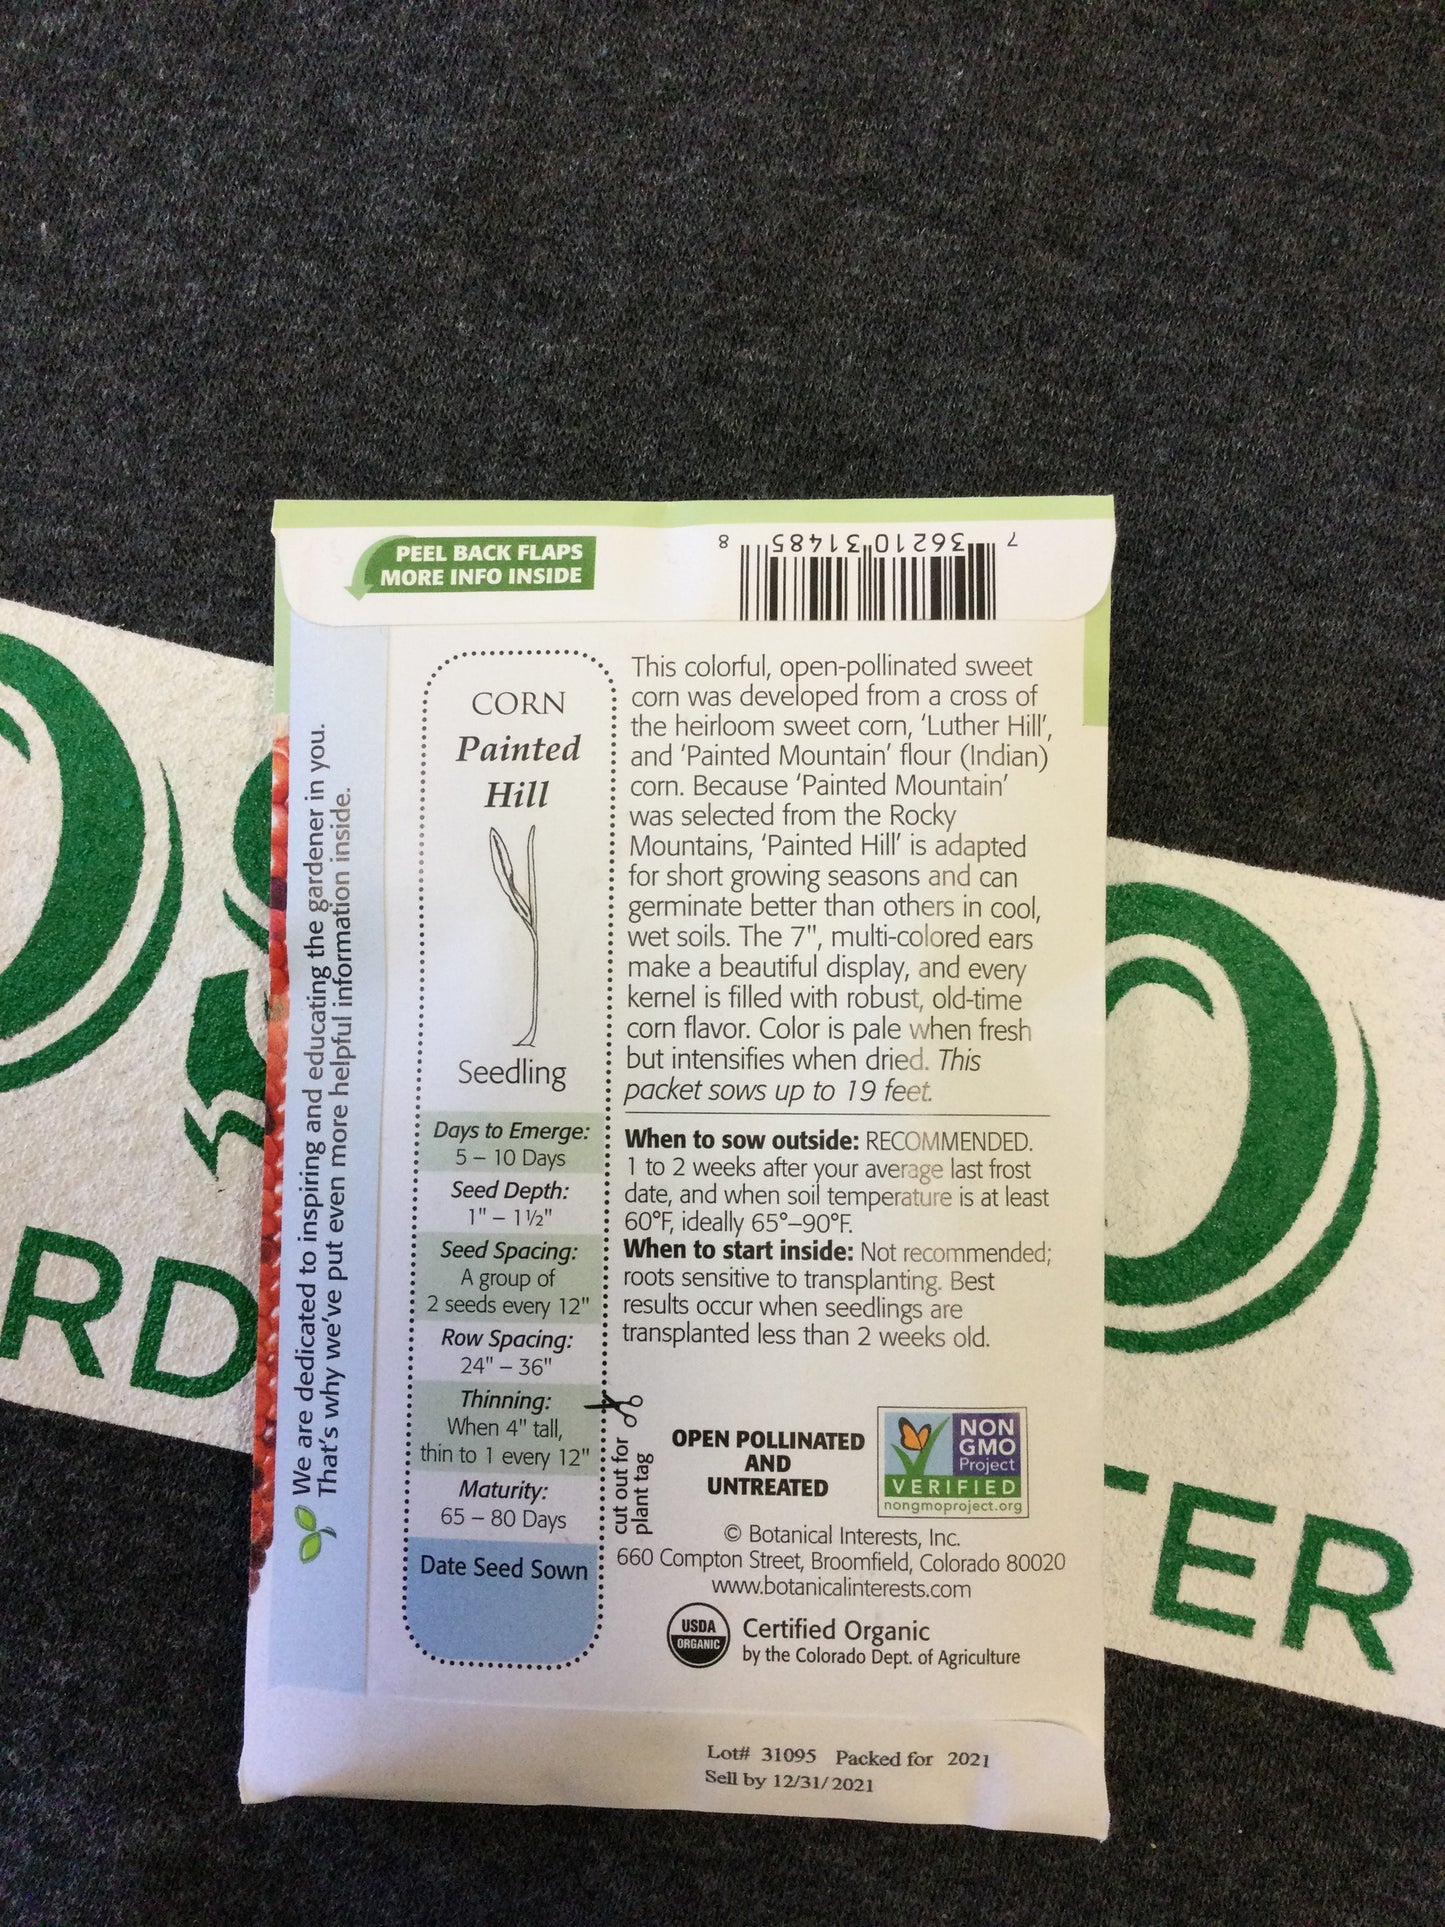 PEEL BACK FLAPS
MORE INFO INSIDE
7 36210 31485 8
We are dedicated to inspiring and educating the gardener in you.
That's why we've put even more helpful information inside.
CORN
Painted
Hill
Seedling
Days to Emerge:
5 – 10 Days
Seed Depth:
1" – 1½"
Seed Spacing:
A group of
2 seeds every 12"
Row Spacing:
24" – 36"
Thinning:
When 4" tall,
thin to 1 every 12"
Maturity:
65 – 80 Days
Date Seed Sown
cut out for
plant tag
This colorful, open-pollinated sweet
corn was developed from a cross of
the heirloom sweet corn, ‘Luther Hill’,
and ‘Painted Mountain’ flour (Indian)
corn. Because ‘Painted Mountain’
was selected from the Rocky
Mountains, ‘Painted Hill’ is adapted
for short growing seasons and can
germinate better than others in cool,
wet soils. The 7", multi-colored ears
make a beautiful display, and every
kernel is filled with robust, old-time
corn flavor. Color is pale when fresh
but intensifies when dried. This
packet sows up to 19 feet.
When to sow outside: RECOMMENDED.
1 to 2 weeks after your average last frost
date, and when soil temperature is at least
60°F, ideally 65°–90°F.
When to start inside: Not recommended;
roots sensitive to transplanting. Best
results occur when seedlings are
transplanted less than 2 weeks old.
OPEN POLLINATED
AND
UNTREATED
NON
GMO
Project
VERIFIED
nongmoproject.org
© Botanical Interests, Inc.
660 Compton Street, Broomfield, Colorado 80020
www.botanicalinterests.com
USDA
ORGANIC
Certified Organic
by the Colorado Dept. of Agriculture
Lot# 31095 Packed for 2021
Sell by 12/31/2021
RD
TER